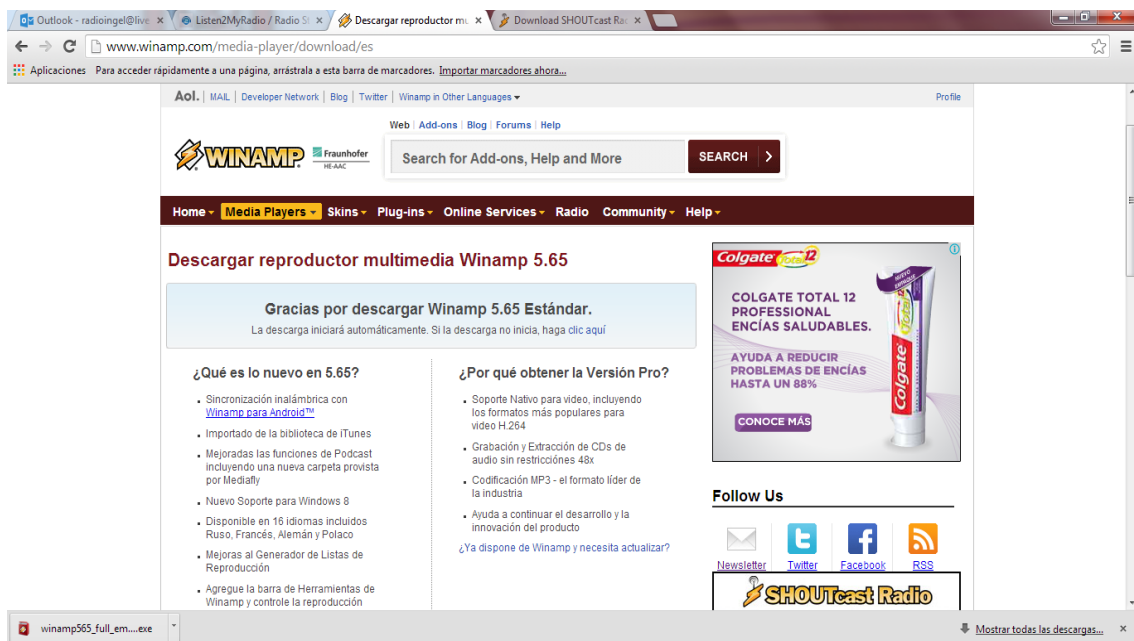 Outlook - radioingel@live
Listen2MyRadio / Radio St
Descargar reproductor mu
Download SHOUTcast Rad
www.winamp.com/media-player/download/es
Aplicaciones Para acceder rápidamente a una página, arrástrala a esta barra de marcadores. Importar marcadores ahora...
Aol. | MAIL | Developer Network | Blog | Twitter | Winamp in Other Languages
Profile
Web | Add-ons | Blog | Forums | Help
WINAMP
Fraunhofer
HE-AAC
Search for Add-ons, Help and More
SEARCH
Home Media Players Skins Plug-ins Online Services Radio Community Help
Descargar reproductor multimedia Winamp 5.65
Gracias por descargar Winamp 5.65 Estándar.
La descarga iniciará automáticamente. Si la descarga no inicia, haga clic aquí
¿Qué es lo nuevo en 5.65?
Sincronización inalámbrica con
Winamp para Android™
Importado de la biblioteca de iTunes
Mejoradas las funciones de Podcast
incluyendo una nueva carpeta provista
por Mediafly
Nuevo Soporte para Windows 8
Disponible en 16 idiomas incluidos
Ruso, Francés, Alemán y Polaco
Mejoras al Generador de Listas de
Reproducción
Agregue la barra de Herramientas de
Winamp y controle la reproducción
¿Por qué obtener la Versión Pro?
Soporte Nativo para video, incluyendo
los formatos más populares para
video H.264
Grabación y Extracción de CDs de
audio sin restricciónes 48x
Codificación MP3 - el formato líder de
la industria
Ayuda a continuar el desarrollo y la
innovación del producto
¿Ya dispone de Winamp y necesita actualizar?
Colgate Total 12
COLGATE TOTAL 12
PROFESSIONAL
ENCÍAS SALUDABLES.
AYUDA A REDUCIR
PROBLEMAS DE ENCÍAS
HASTA UN 88%
CONOCE MÁS
NUEVO
Colgate Total
Follow Us
Newsletter Twitter Facebook RSS
SHOUTcast Radio
winamp565_full_em....exe
Mostrar todas las descargas...